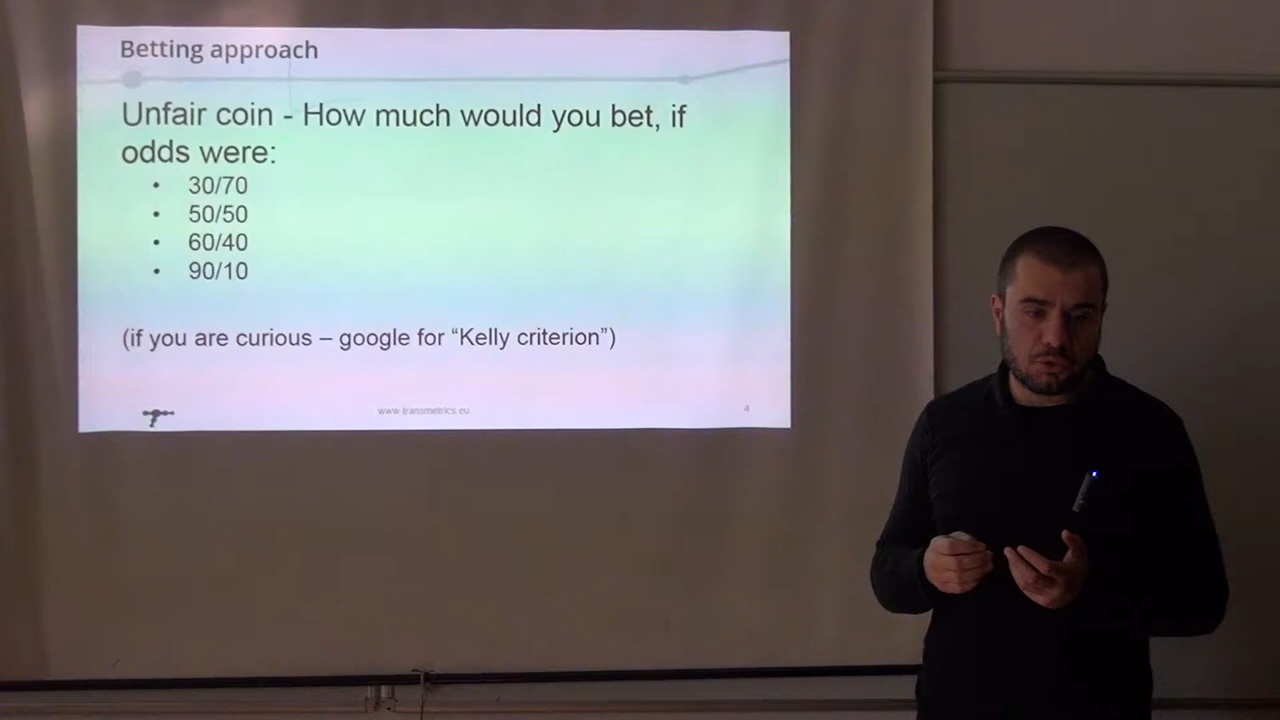 Betting approach
Unfair coin - How much would you bet, if
odds were:
• 30/70
• 50/50
• 60/40
• 90/10
(if you are curious – google for “Kelly criterion”)
www.transmetrics.eu
4